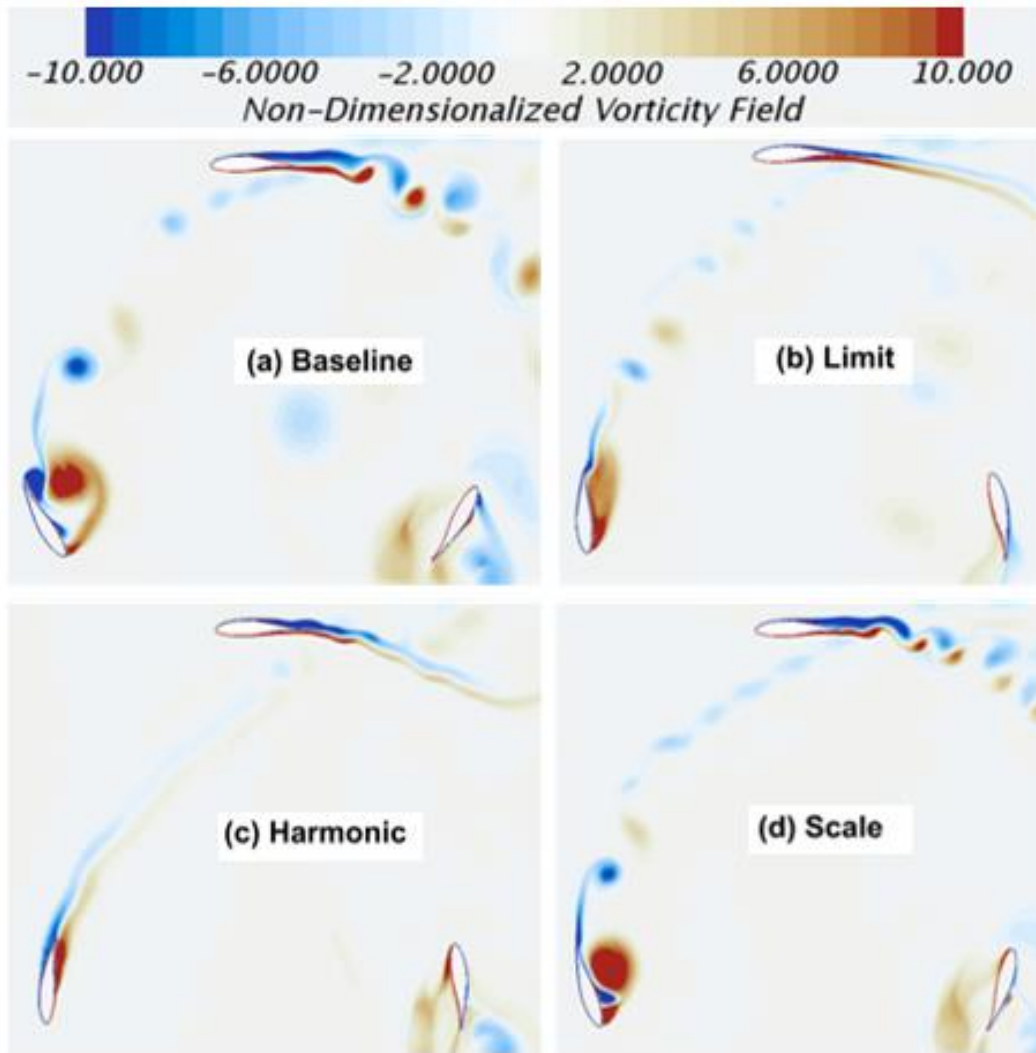 -10.000 -6.0000 -2.0000 2.0000 6.0000 10.000
Non-Dimensionalized Vorticity Field
(a) Baseline
(b) Limit
(c) Harmonic
(d) Scale